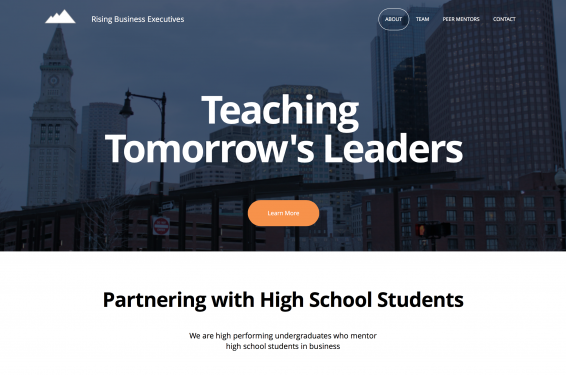 Rising Business Executives
ABOUT
TEAM
PEER MENTORS
CONTACT
Teaching
Tomorrow's Leaders
Learn More
Partnering with High School Students
We are high performing undergraduates who mentor
high school students in business